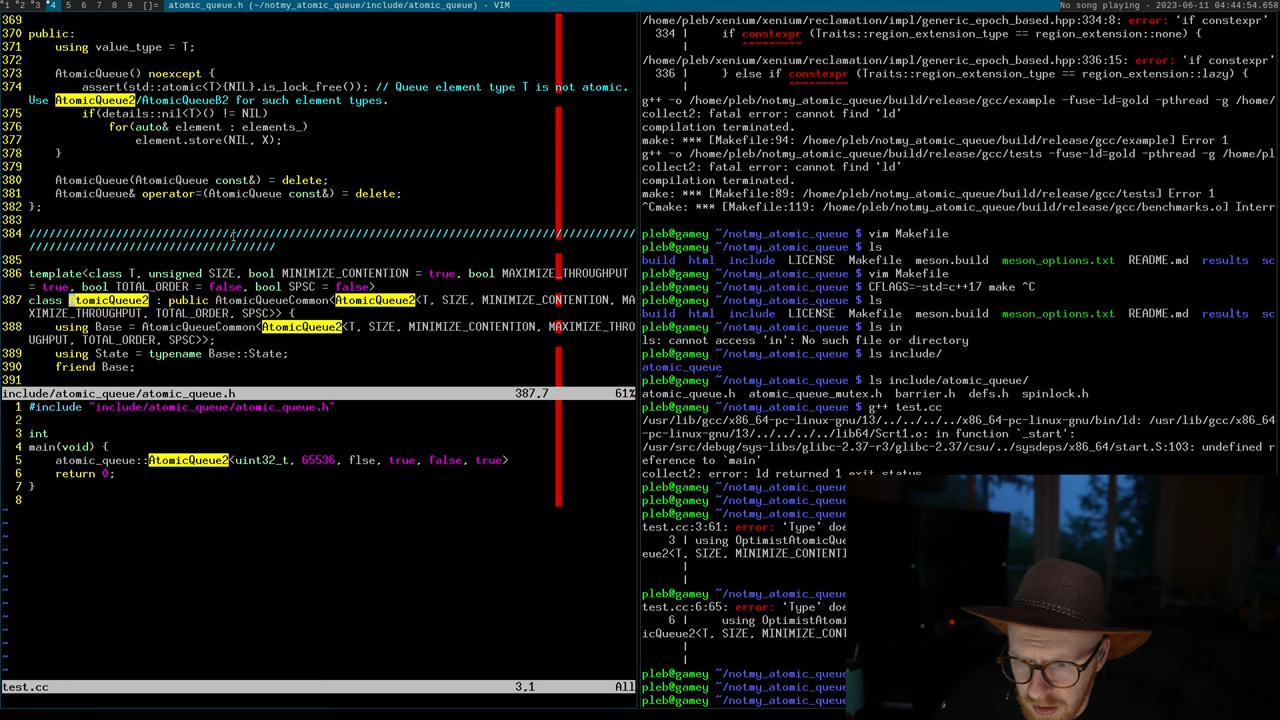 1 2 3 4 5 6 7 8 9 []= atomic_queue.h (~/notmy_atomic_queue/include/atomic_queue) - VIM
No song playing - 2023-06-11 04:44:54.658
369
370 public:
371     using value_type = T;
372
373     AtomicQueue() noexcept {
374         assert(std::atomic<T>{NIL}.is_lock_free()); // Queue element type T is not atomic.
Use AtomicQueue2/AtomicQueueB2 for such element types.
375         if(details::nil<T>() != NIL)
376             for(auto& element : elements_)
377                 element.store(NIL, X);
378     }
379
380     AtomicQueue(AtomicQueue const&) = delete;
381     AtomicQueue& operator=(AtomicQueue const&) = delete;
382 };
383
384 //////////////////////////////////////////////////////////////////////////////////////////
/////////////////////////////////////
385
386 template<class T, unsigned SIZE, bool MINIMIZE_CONTENTION = true, bool MAXIMIZE_THROUGHPUT
= true, bool TOTAL_ORDER = false, bool SPSC = false>
387 class AtomicQueue2 : public AtomicQueueCommon<AtomicQueue2<T, SIZE, MINIMIZE_CONTENTION, MA
XIMIZE_THROUGHPUT, TOTAL_ORDER, SPSC>> {
388     using Base = AtomicQueueCommon<AtomicQueue2<T, SIZE, MINIMIZE_CONTENTION, MAXIMIZE_THRO
UGHPUT, TOTAL_ORDER, SPSC>>;
389     using State = typename Base::State;
390     friend Base;
391
include/atomic_queue/atomic_queue.h 387,7 61%
1 #include "include/atomic_queue/atomic_queue.h"
2
3 int
4 main(void) {
5     atomic_queue::AtomicQueue2<uint32_t, 65536, flse, true, false, true>
6     return 0;
7 }
8
~
~
~
~
~
~
~
~
~
~
~
~
~
test.cc 3,1 All
/home/pleb/xenium/xenium/reclamation/impl/generic_epoch_based.hpp:334:8: error: ‘if constexpr’
334 |     if constexpr (Traits::region_extension_type == region_extension::none) {
|        ^~~~~~~~~
/home/pleb/xenium/xenium/reclamation/impl/generic_epoch_based.hpp:336:15: error: ‘if constexpr’
336 |     } else if constexpr (Traits::region_extension_type == region_extension::lazy) {
|               ^~~~~~~~~
g++ -o /home/pleb/notmy_atomic_queue/build/release/gcc/example -fuse-ld=gold -pthread -g /home/
collect2: fatal error: cannot find ‘ld’
compilation terminated.
make: *** [Makefile:94: /home/pleb/notmy_atomic_queue/build/release/gcc/example] Error 1
g++ -o /home/pleb/notmy_atomic_queue/build/release/gcc/tests -fuse-ld=gold -pthread -g /home/pl
collect2: fatal error: cannot find ‘ld’
compilation terminated.
make: *** [Makefile:89: /home/pleb/notmy_atomic_queue/build/release/gcc/tests] Error 1
^Cmake: *** [Makefile:119: /home/pleb/notmy_atomic_queue/build/release/gcc/benchmarks.o] Interr
pleb@gamey ~/notmy_atomic_queue $ vim Makefile
pleb@gamey ~/notmy_atomic_queue $ ls
build html include LICENSE Makefile meson.build meson_options.txt README.md results sc
pleb@gamey ~/notmy_atomic_queue $ vim Makefile
pleb@gamey ~/notmy_atomic_queue $ CFLAGS=-std=c++17 make ^C
pleb@gamey ~/notmy_atomic_queue $ ls
build html include LICENSE Makefile meson.build meson_options.txt README.md results sc
pleb@gamey ~/notmy_atomic_queue $ ls in
ls: cannot access 'in': No such file or directory
pleb@gamey ~/notmy_atomic_queue $ ls include/
atomic_queue
pleb@gamey ~/notmy_atomic_queue $ ls include/atomic_queue/
atomic_queue.h atomic_queue_mutex.h barrier.h defs.h spinlock.h
pleb@gamey ~/notmy_atomic_queue $ g++ test.cc
/usr/lib/gcc/x86_64-pc-linux-gnu/13/../../../../x86_64-pc-linux-gnu/bin/ld: /usr/lib/gcc/x86_64
-pc-linux-gnu/13/../../../../lib64/Scrt1.o: in function `_start':
/usr/src/debug/sys-libs/glibc-2.37-r3/glibc-2.37/csu/../sysdeps/x86_64/start.S:103: undefined r
eference to `main'
collect2: error: ld returned 1 exit status
pleb@gamey ~/notmy_atomic_queue
pleb@gamey ~/notmy_atomic_queue
pleb@gamey ~/notmy_atomic_queue
test.cc:3:61: error: ‘Type’ doe
3 | using OptimistAtomicQue
eue2<T, SIZE, MINIMIZE_CONTENT
|
|
pleb@gamey ~/notmy_atomic_queue
test.cc:6:65: error: ‘Type’ doe
6 |     using OptimistAtomi
icQueue2<T, SIZE, MINIMIZE_CON
|
|
pleb@gamey ~/notmy_atomic_queue
pleb@gamey ~/notmy_atomic_queue
pleb@gamey ~/notmy_atomic_queue